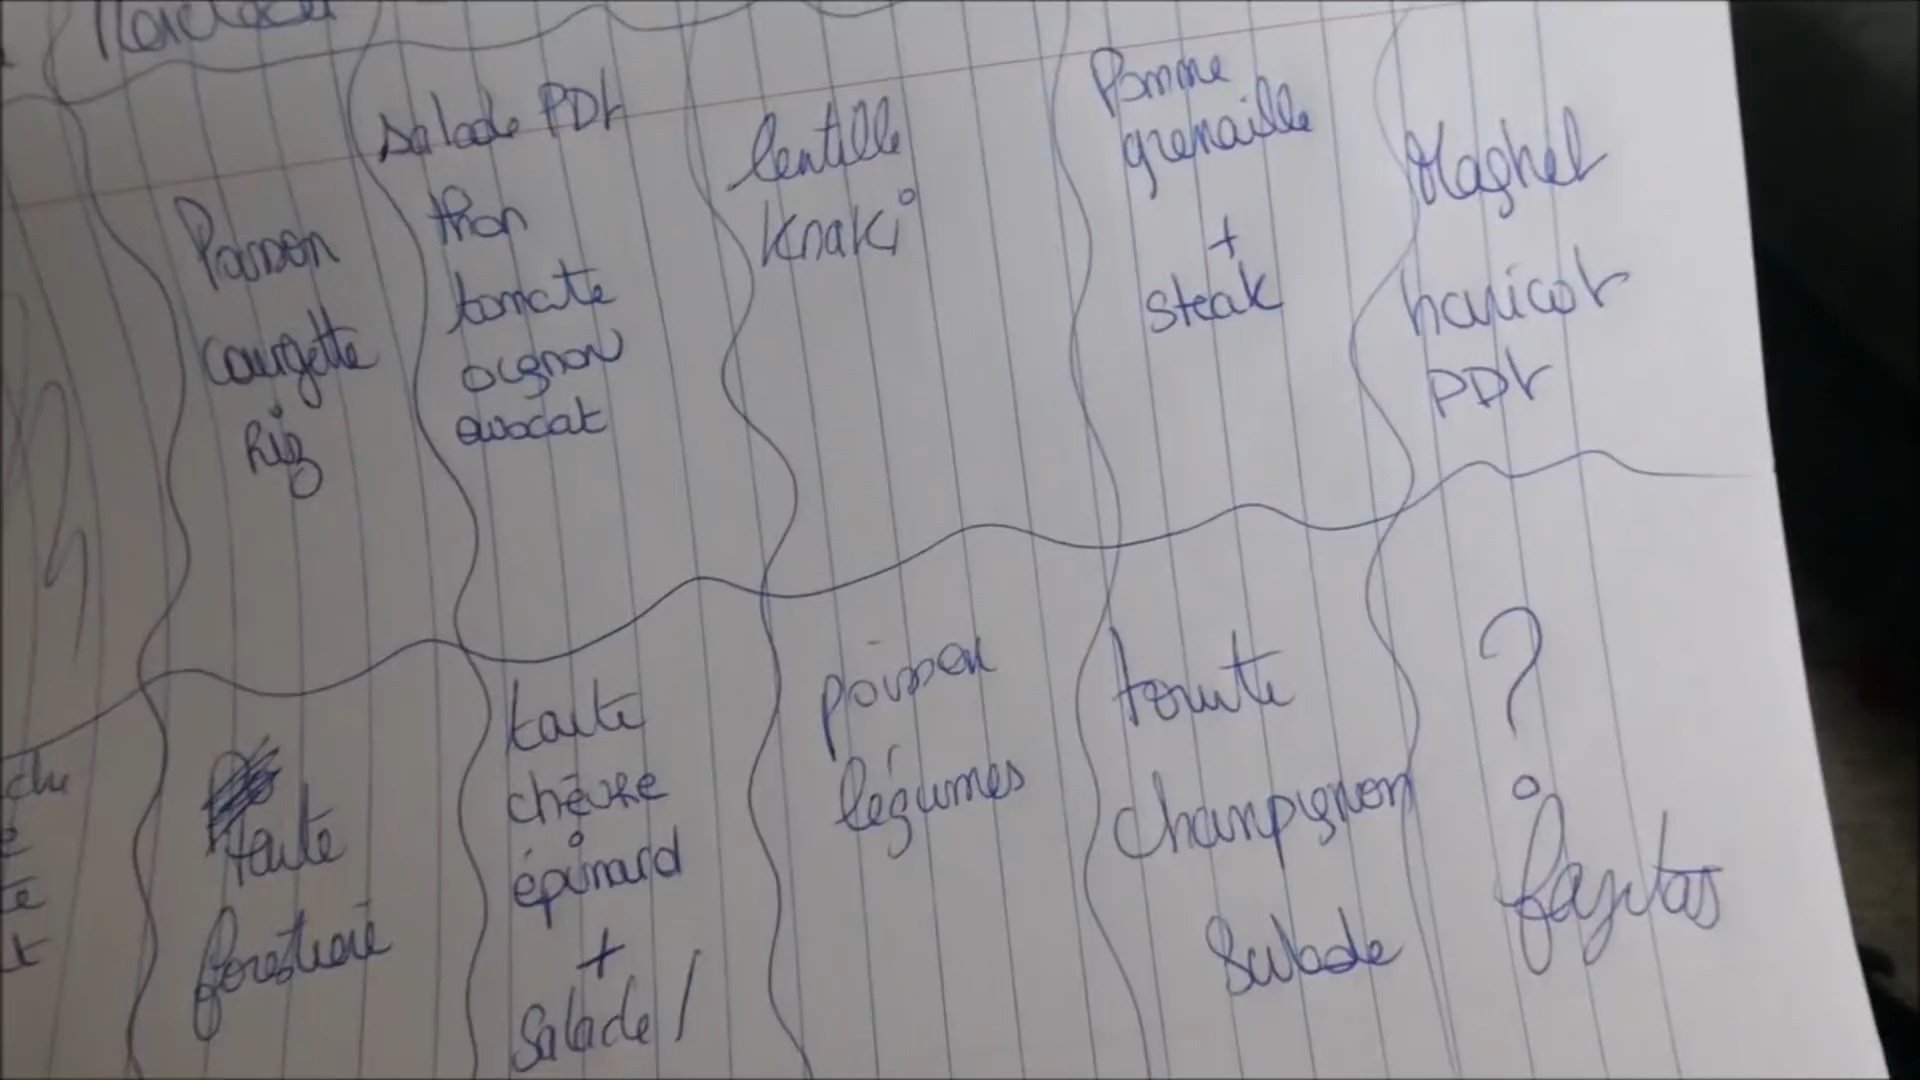 Poisson
courgette
Riz
salade PDt
thon
tomate
oignon
avocat
lentille
knaki
Pomme
grenaille
+
steak
Magret
haricot
PDt
tarte
forestière
tarte
chèvre
épinard
+
Salade /
poisson
légumes
tomate
champignon
Salade
?
fajitas